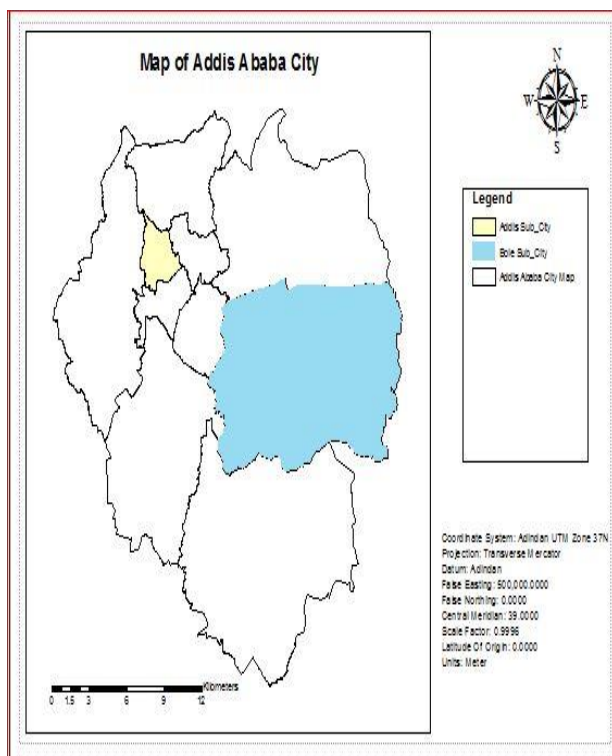 Map of Addis Ababa City
N
W E
S
Legend
Addis Sub_City
Bole Sub_City
Addis Ababa City Map
Coordinate System: Adindan UTM Zone 37N
Projection: Transverse Mercator
Datum: Adindan
False Easting: 500,000.0000
False Northing: 0.0000
Central Meridian: 39.0000
Scale Factor: 0.9996
Latitude Of Origin: 0.0000
Units: Meter
Kilometers
0 1.5 3 6 9 12